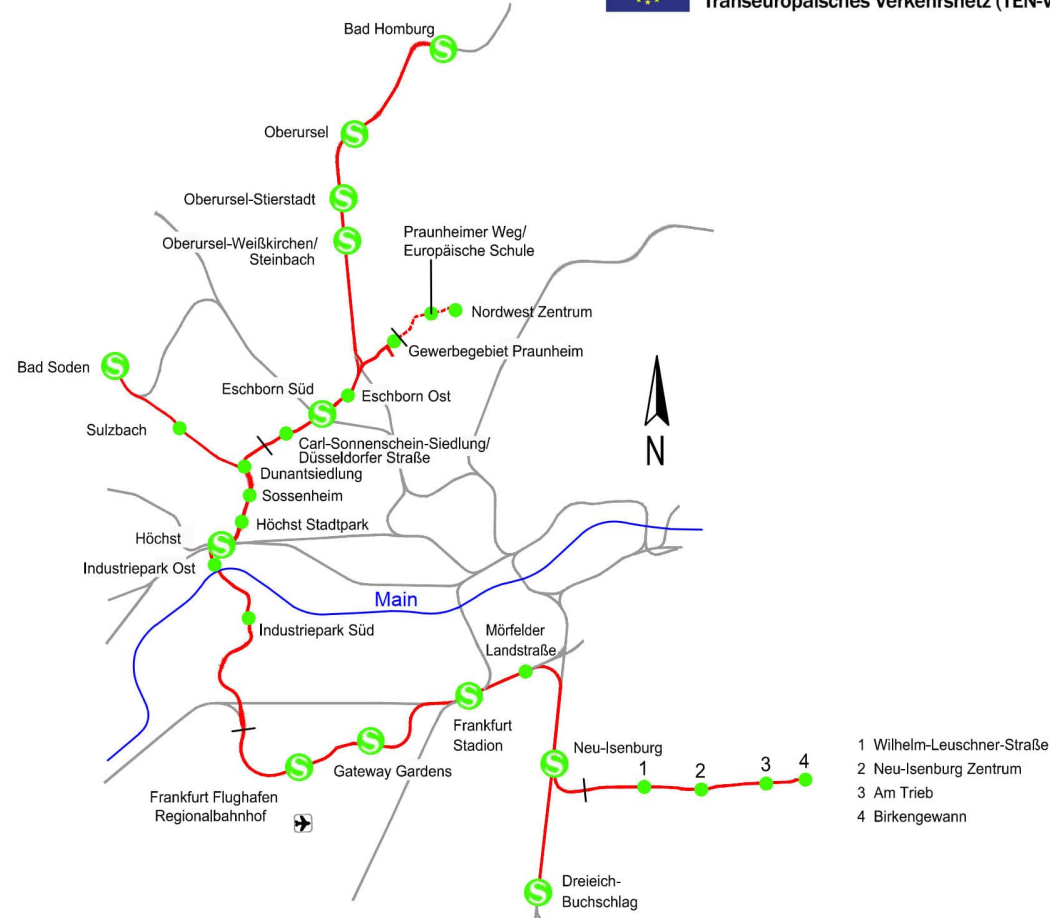 Transeuropäisches Verkehrsnetz (TEN-V
Bad Homburg
Oberursel
Oberursel-Stierstadt
Oberursel-Weißkirchen/
Steinbach
Praunheimer Weg/
Europäische Schule
Nordwest Zentrum
Gewerbegebiet Praunheim
Bad Soden
Eschborn Süd
Eschborn Ost
Sulzbach
Carl-Sonnenschein-Siedlung/
Düsseldorfer Straße
Dunantsiedlung
Sossenheim
Höchst Stadtpark
Höchst
Industriepark Ost
N
Main
Industriepark Süd
Mörfelder
Landstraße
Frankfurt
Stadion
Gateway Gardens
Frankfurt Flughafen
Regionalbahnhof
Neu-Isenburg
1
2
3
4
1 Wilhelm-Leuschner-Straße
2 Neu-Isenburg Zentrum
3 Am Trieb
4 Birkengewann
Dreieich-
Buchschlag
S
S
S
S
S
S
S
S
S
S
S
S